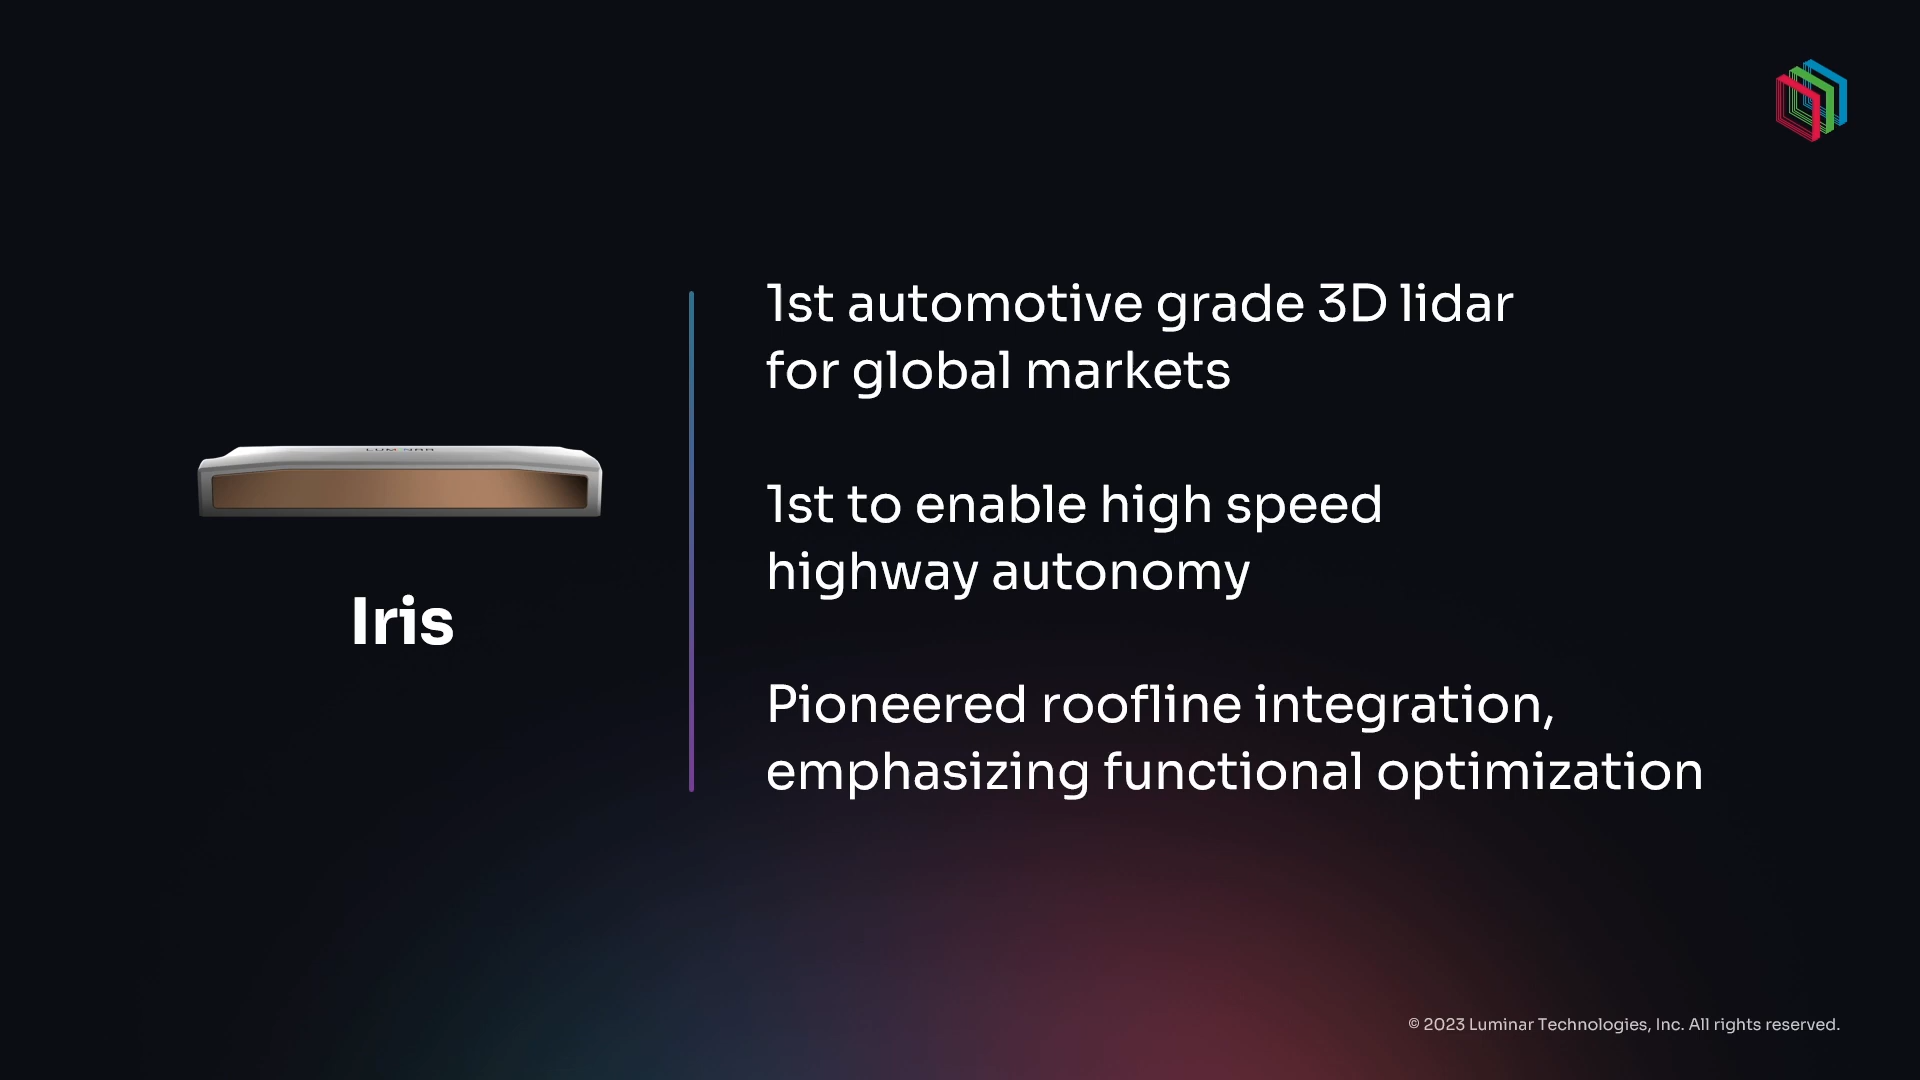 LUMINAR
Iris
1st automotive grade 3D lidar
for global markets
1st to enable high speed
highway autonomy
Pioneered roofline integration,
emphasizing functional optimization
© 2023 Luminar Technologies, Inc. All rights reserved.